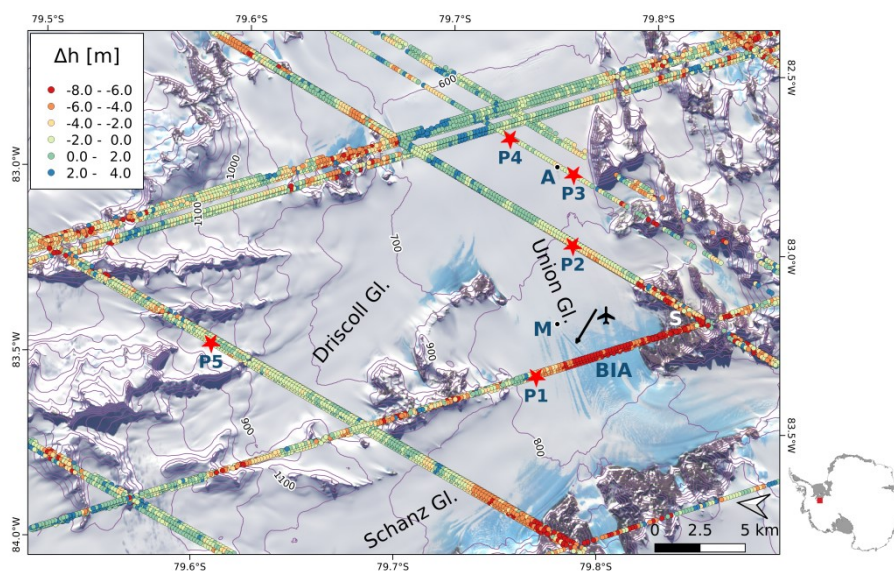 79.5°S 79.6°S 79.7°S 79.8°S
Δh [m]
-8.0 - -6.0
-6.0 - -4.0
-4.0 - -2.0
-2.0 - 0.0
0.0 - 2.0
2.0 - 4.0
600
82.5°W
83.0°W
1000
P4
A
P3
1100
700
P2
83.0°W
Union Gl.
Driscoll Gl.
S
M
83.5°W
P5
900
BIA
P1
800
900
83.5°W
1100
Schanz Gl.
84.0°W
0 2.5 5 km
79.6°S 79.7°S 79.8°S